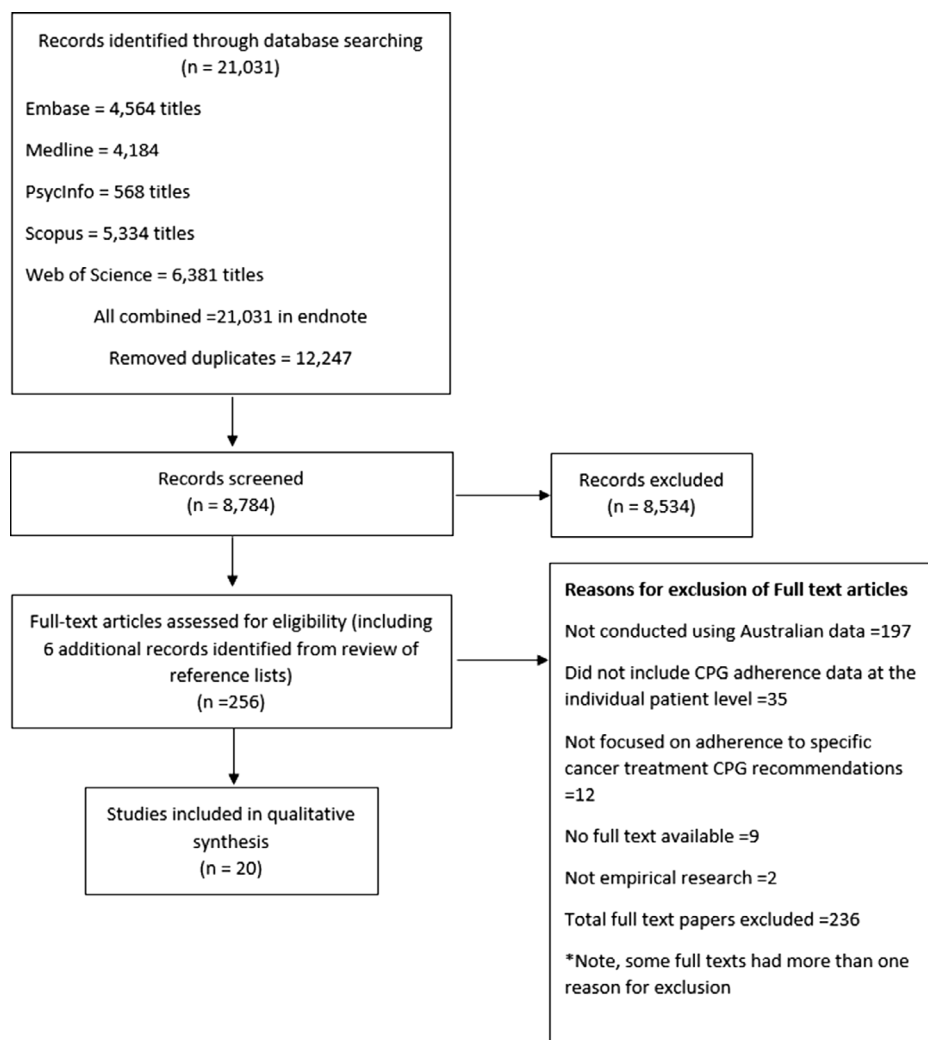 Records identified through database searching
(n = 21,031)
Embase = 4,564 titles
Medline = 4,184
PsycInfo = 568 titles
Scopus = 5,334 titles
Web of Science = 6,381 titles
All combined =21,031 in endnote
Removed duplicates = 12,247
Records screened
(n = 8,784)
Records excluded
(n = 8,534)
Full-text articles assessed for eligibility (including
6 additional records identified from review of
reference lists)
(n =256)
Reasons for exclusion of Full text articles
Not conducted using Australian data =197
Did not include CPG adherence data at the
individual patient level =35
Not focused on adherence to specific
cancer treatment CPG recommendations
=12
No full text available =9
Not empirical research =2
Total full text papers excluded =236
*Note, some full texts had more than one
reason for exclusion
Studies included in qualitative
synthesis
(n = 20)